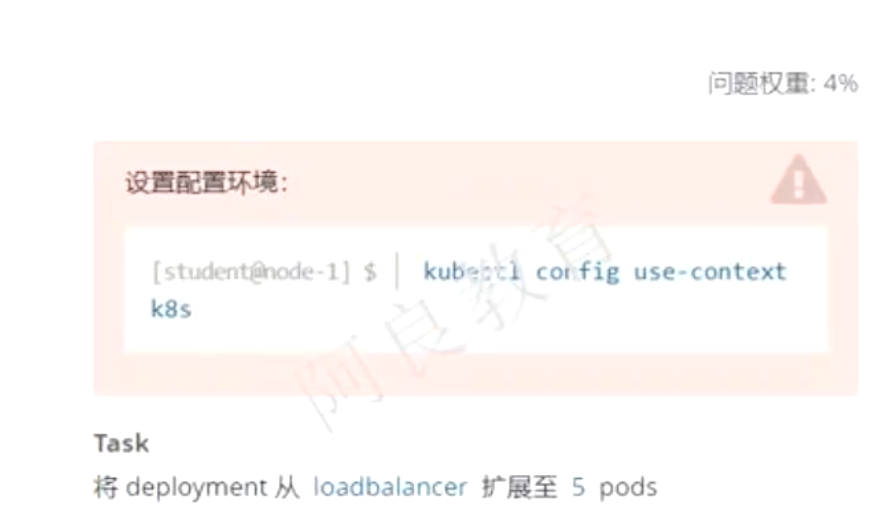 问题权重: 4%
设置配置环境:
[student@node-1] $ | kubectl config use-context
k8s
阿良教育
Task
将 deployment 从 loadbalancer 扩展至 5 pods